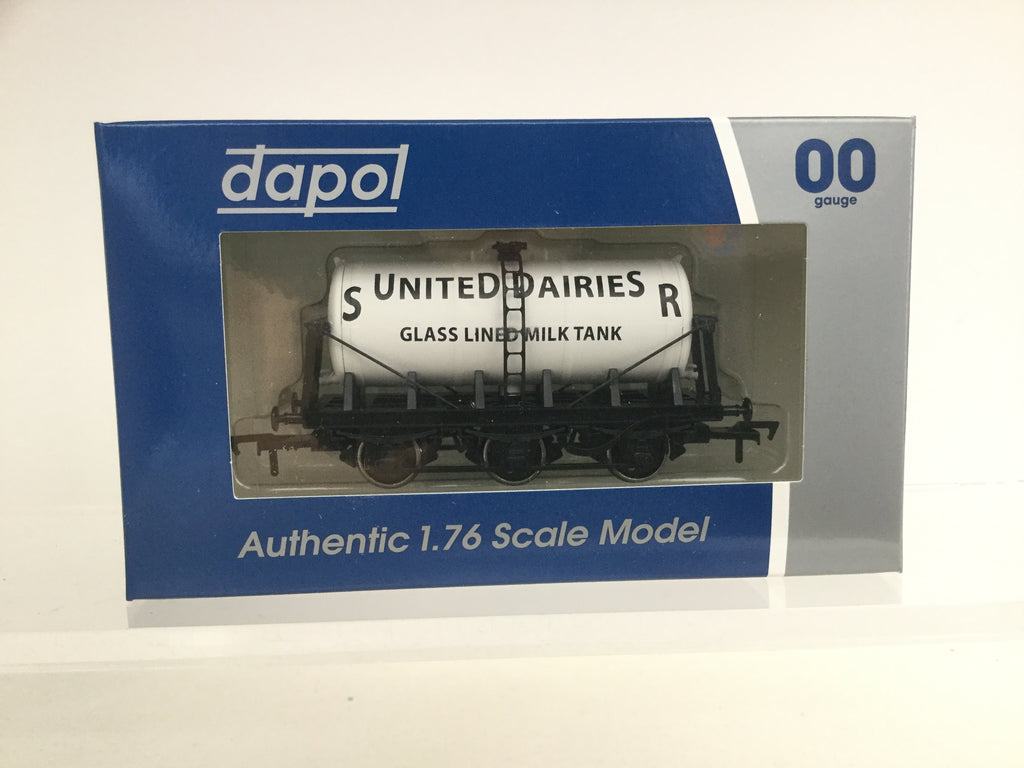 dapol
00
gauge
S UNITED DAIRIES R
GLASS LINED MILK TANK
Authentic 1.76 Scale Model